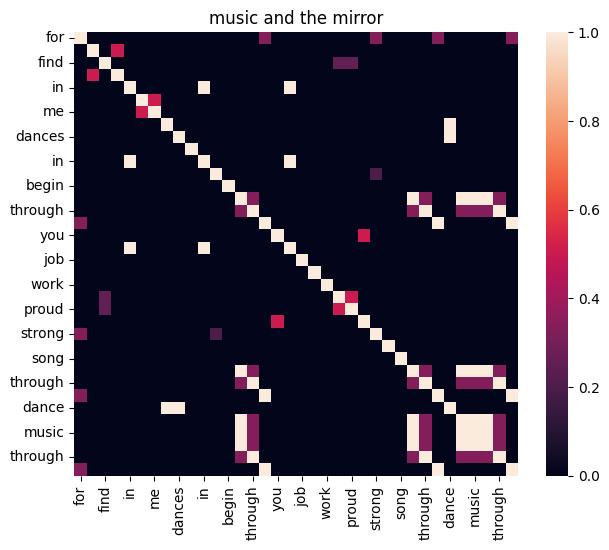 music and the mirror
for
find
in
me
dances
in
begin
through
you
job
work
proud
strong
song
through
dance
music
through
1.0
0.8
0.6
0.4
0.2
0.0
for find in me dances in begin through you job work proud strong song through dance music through